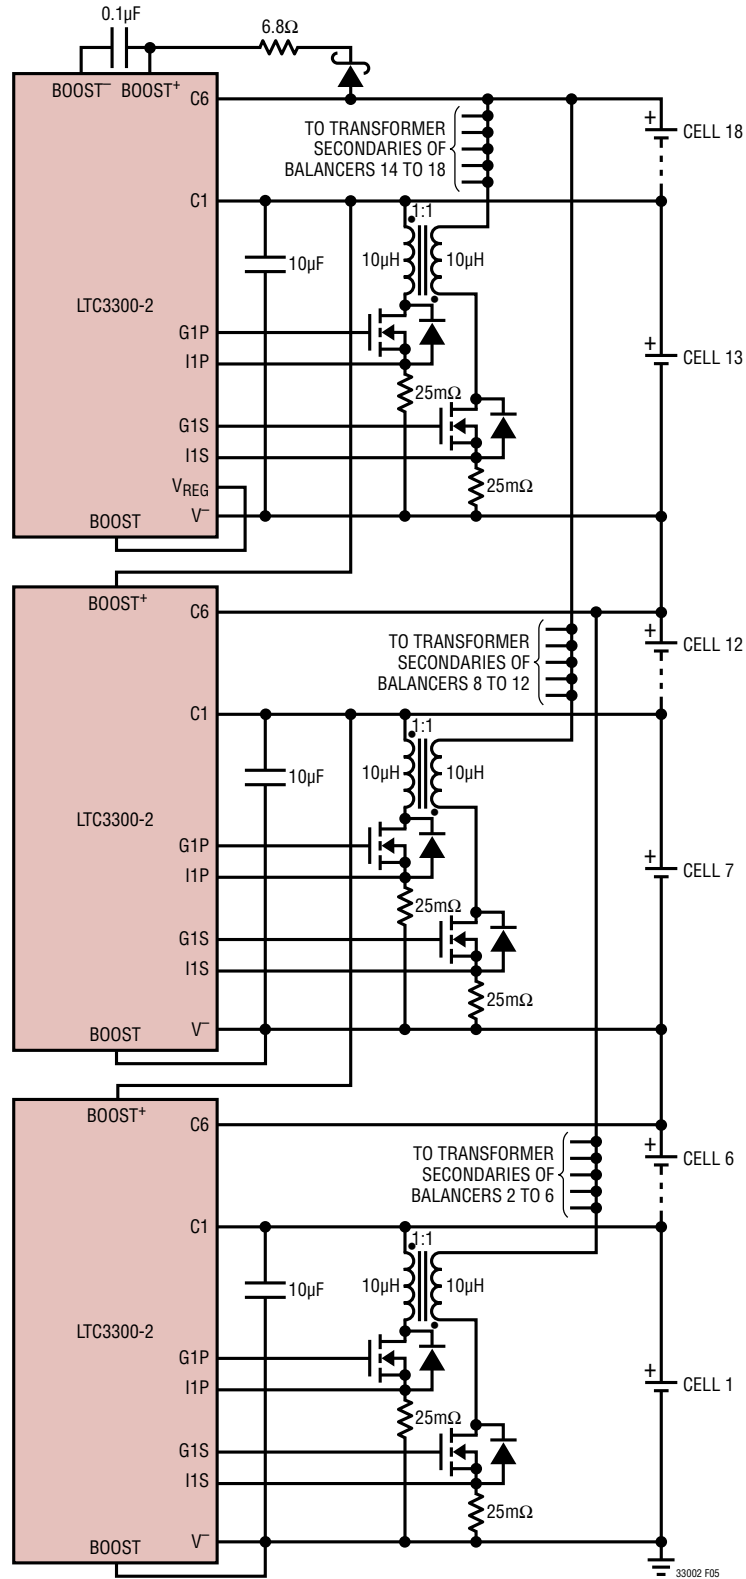 0.1µF
6.8Ω
BOOST– BOOST+
C6
TO TRANSFORMER
SECONDARIES OF
BALANCERS 14 TO 18
+
CELL 18
C1
1:1
10µF
10µH
10µH
LTC3300-2
G1P
I1P
+
CELL 13
25mΩ
G1S
I1S
VREG
25mΩ
BOOST
V–
BOOST+
C6
TO TRANSFORMER
SECONDARIES OF
BALANCERS 8 TO 12
+
CELL 12
C1
1:1
10µF
10µH
10µH
LTC3300-2
G1P
I1P
+
CELL 7
25mΩ
G1S
I1S
25mΩ
BOOST
V–
BOOST+
C6
TO TRANSFORMER
SECONDARIES OF
BALANCERS 2 TO 6
+
CELL 6
C1
1:1
10µF
10µH
10µH
LTC3300-2
G1P
I1P
+
CELL 1
25mΩ
G1S
I1S
25mΩ
BOOST
V–
33002 F05